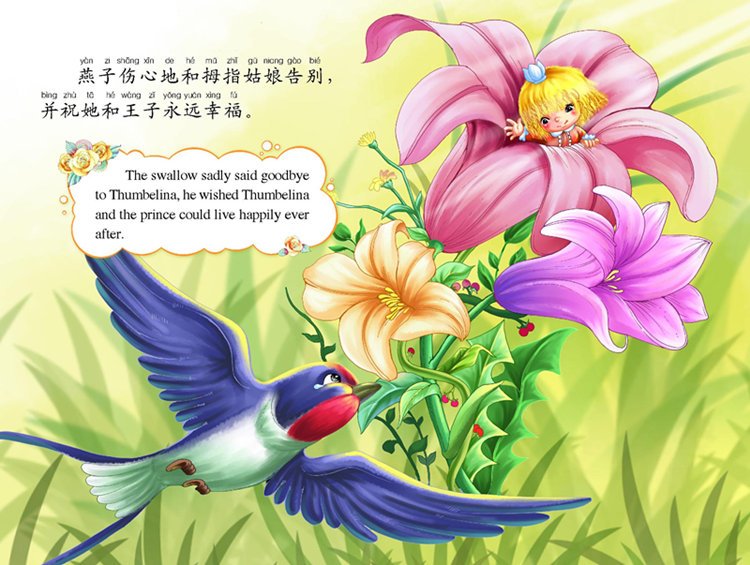 yàn zi shāng xīn de hé mǔ zhǐ gū niang gào bié
燕子伤心地和拇指姑娘告别，
bìng zhù tā hé wáng zǐ yǒng yuǎn xìng fú
并祝她和王子永远幸福。
The swallow sadly said goodbye
to Thumbelina, he wished Thumbelina
and the prince could live happily ever
after.